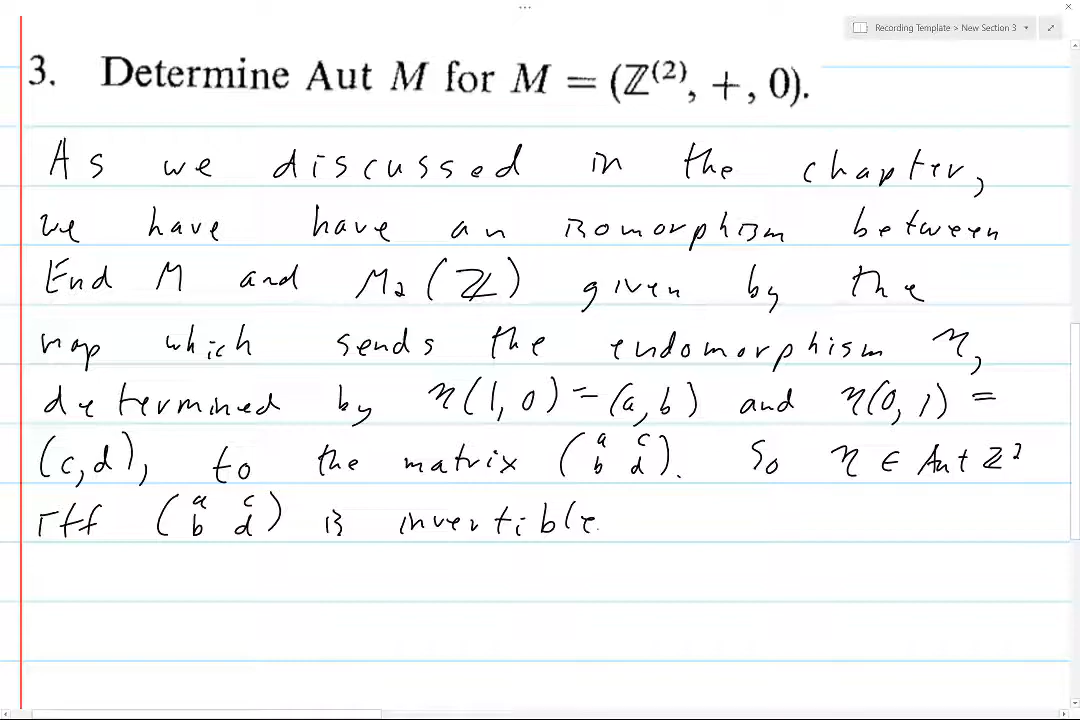 Recording Template > New Section 3
3. Determine Aut M for M = (ℤ⁽²⁾, +, 0).
As we discussed in the chapter,
we have have an isomorphism between
End M and M₂(ℤ) given by the
map which sends the endomorphism η,
determined by η(1, 0) = (a, b) and η(0, 1) =
(c, d), to the matrix (a c b d). So η ∈ Aut ℤ²
iff (a c b d) is invertible.